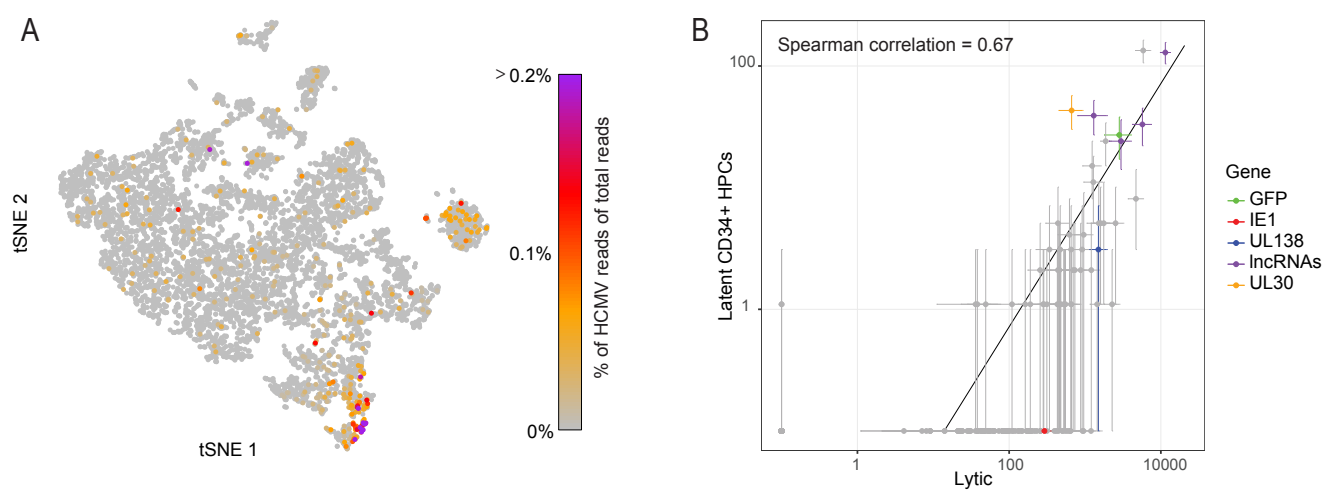 A
tSNE 2
tSNE 1
> 0.2%
0.1%
0%
% of HCMV reads of total reads
B
Spearman correlation = 0.67
Latent CD34+ HPCs
100
1
1
100
10000
Lytic
Gene
GFP
IE1
UL138
lncRNAs
UL30